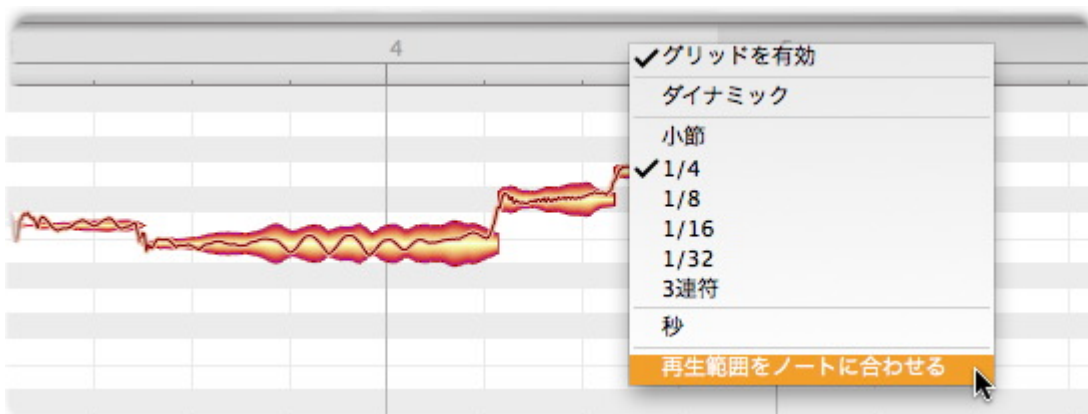 4
グリッドを有効
ダイナミック
小節
1/4
1/8
1/16
1/32
3連符
秒
再生範囲をノートに合わせる